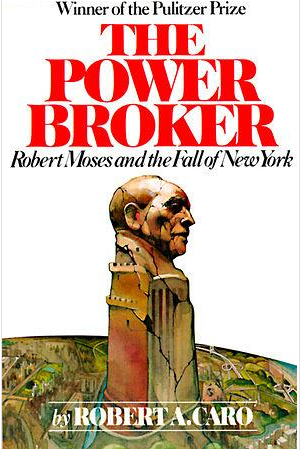 Winner of the Pulitzer Prize
THE
POWER
BROKER
Robert Moses and the Fall of New York
by ROBERT A. CARO